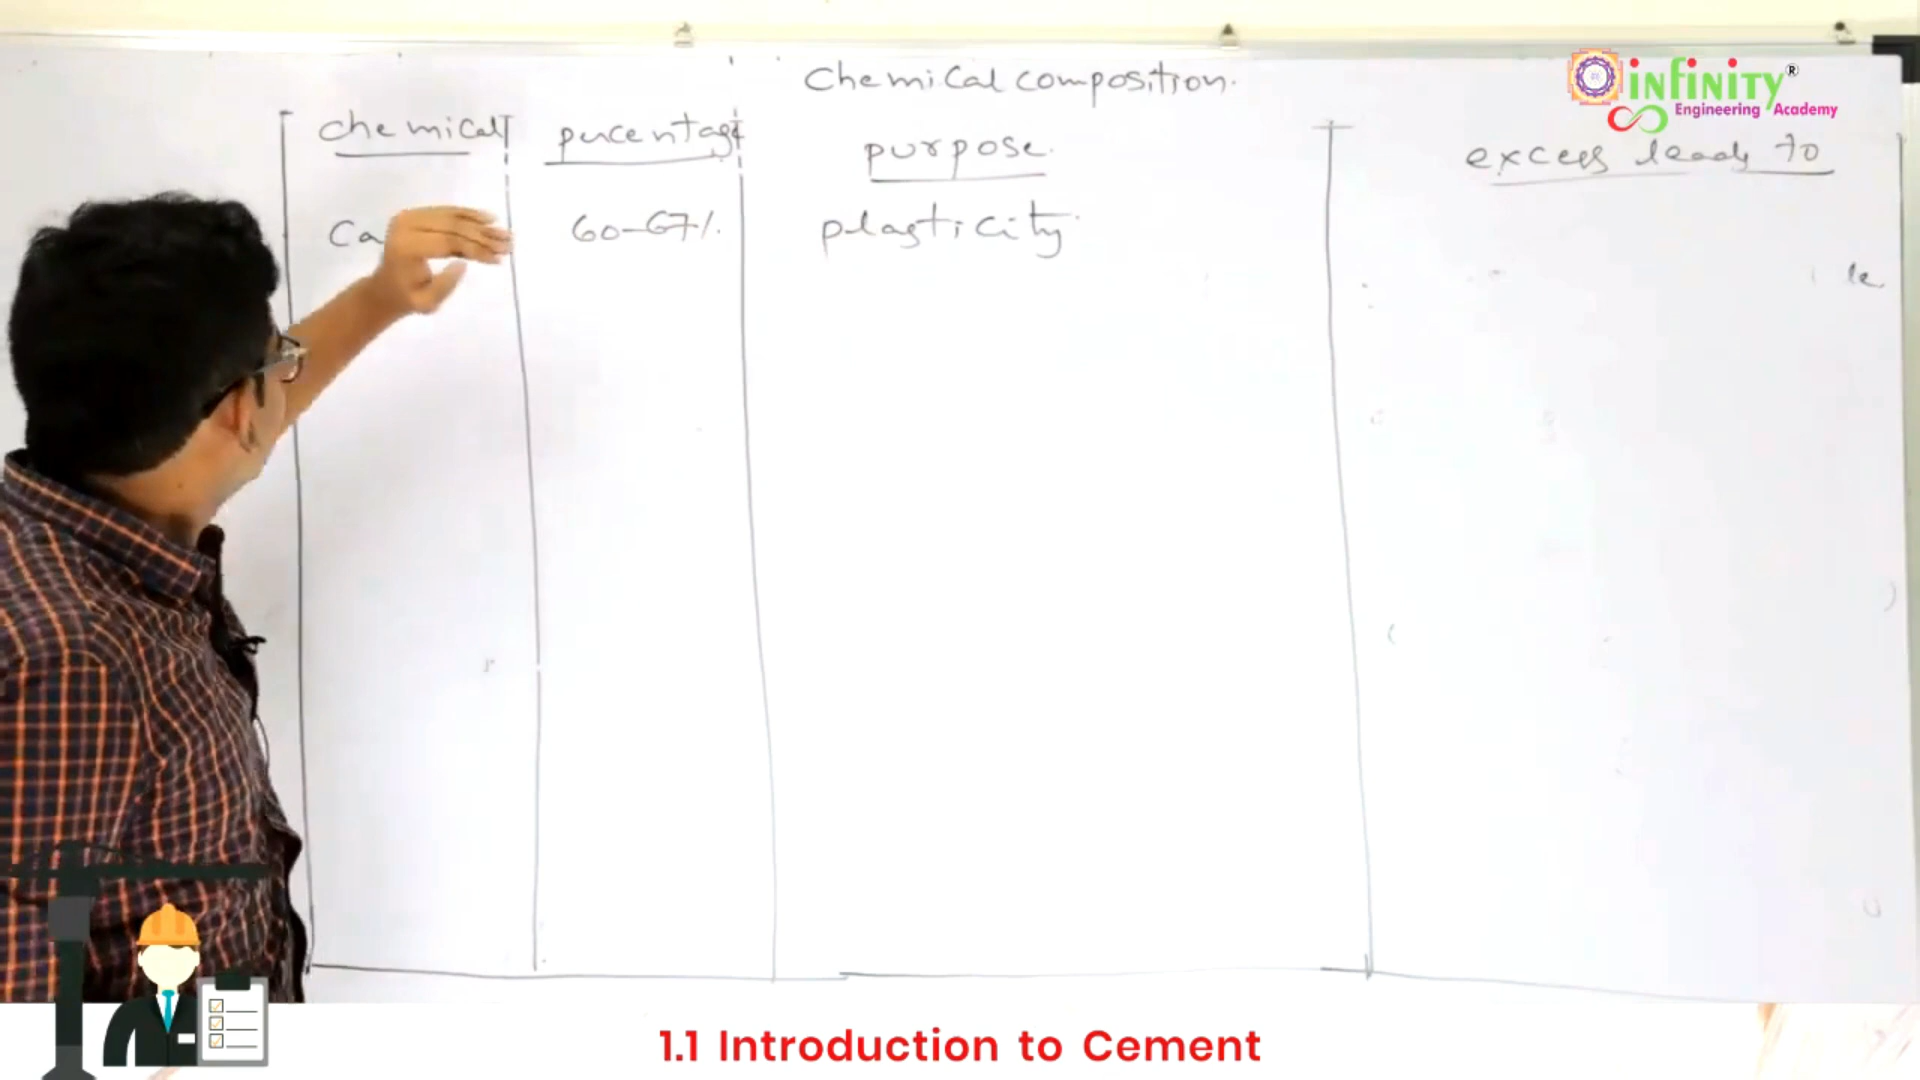 Chemical composition.
infinity®
Engineering Academy
chemical percentage purpose. excess leads to
Ca 60-67%. plasticity.
le
1.1 Introduction to Cement